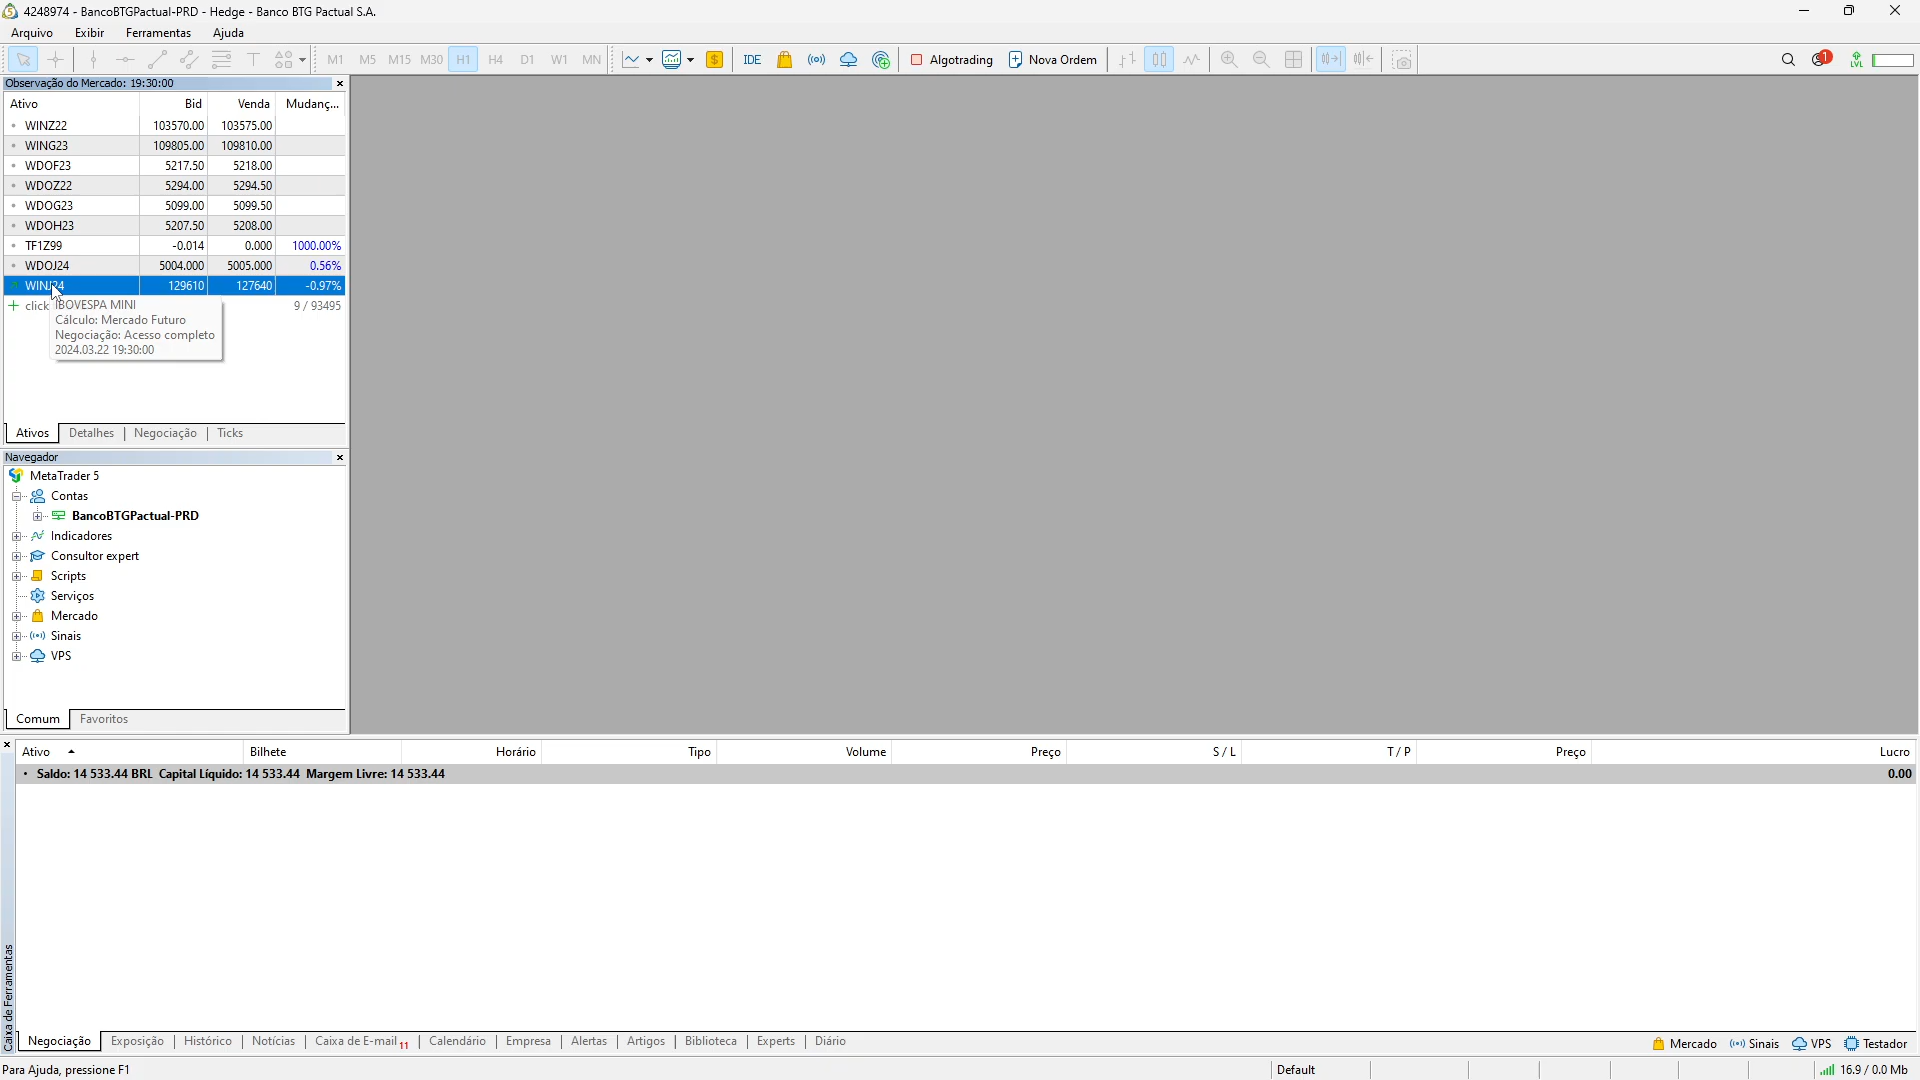 4248974 - BancoBTGPactual-PRD - Hedge - Banco BTG Pactual S.A.
Arquivo Exibir Ferramentas Ajuda
M1 M5 M15 M30 H1 H4 D1 W1 MN IDE Algotrading Nova Ordem 1 LVL
Observação do Mercado: 19:30:00
Ativo Bid Venda Mudanç...
WINZ22 103570.00 103575.00
WING23 109805.00 109810.00
WDOF23 5217.50 5218.00
WDOZ22 5294.00 5294.50
WDOG23 5099.00 5099.50
WDOH23 5207.50 5208.00
TF1Z99 -0.014 0.000 1000.00%
WDOJ24 5004.000 5005.000 0.56%
WINJ24 129610 127640 -0.97%
click 9 / 93495
IBOVESPA MINI
Cálculo: Mercado Futuro
Negociação: Acesso completo
2024.03.22 19:30:00
Ativos Detalhes Negociação Ticks
Navegador
MetaTrader 5
Contas
BancoBTGPactual-PRD
Indicadores
Consultor expert
Scripts
Serviços
Mercado
Sinais
VPS
Comum Favoritos
Ativo Bilhete Horário Tipo Volume Preço S / L T / P Preço Lucro
Saldo: 14 533.44 BRL Capital Líquido: 14 533.44 Margem Livre: 14 533.44 0.00
Caixa de Ferramentas
Negociação Exposição Histórico Notícias Caixa de E-mail 11 Calendário Empresa Alertas Artigos Biblioteca Experts Diário Mercado Sinais VPS Testador
Para Ajuda, pressione F1 Default 16.9 / 0.0 Mb